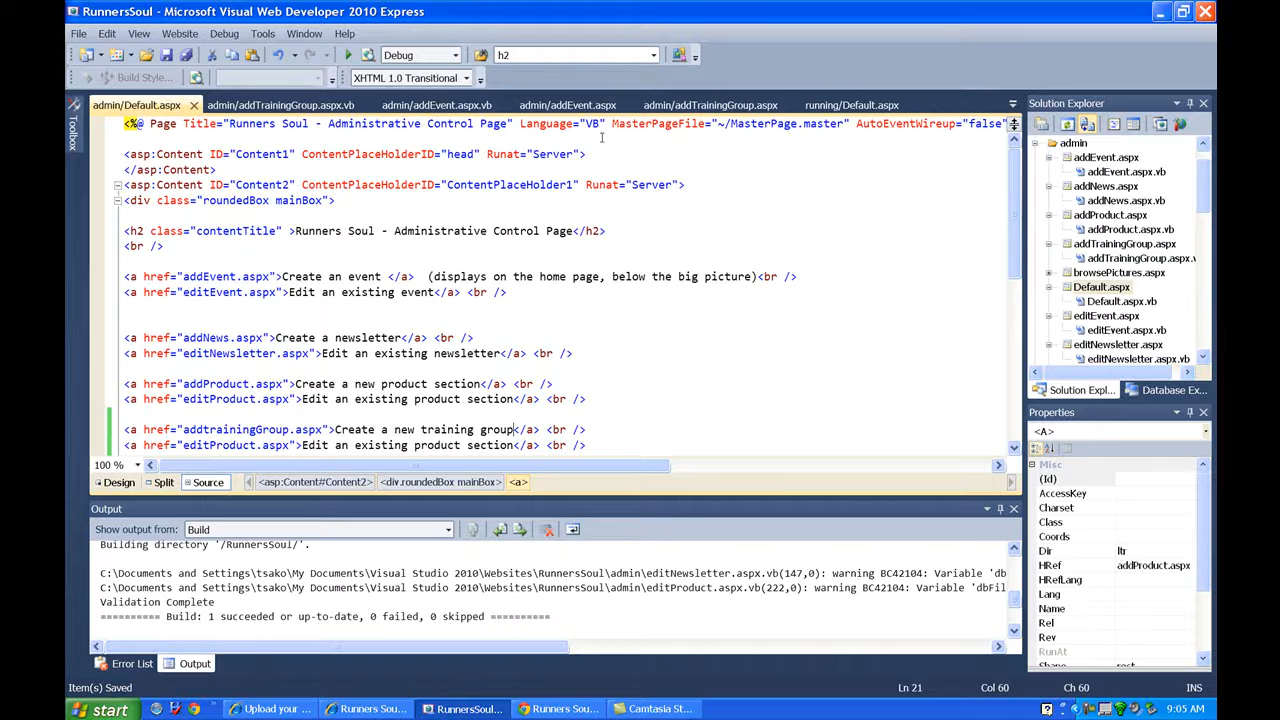 RunnersSoul - Microsoft Visual Web Developer 2010 Express
File Edit View Website Debug Tools Window Help
Debug h2
Build Style... XHTML 1.0 Transitional
admin/Default.aspx admin/addTrainingGroup.aspx.vb admin/addEvent.aspx.vb admin/addEvent.aspx admin/addTrainingGroup.aspx running/Default.aspx
<%@ Page Title="Runners Soul - Administrative Control Page" Language="VB" MasterPageFile="~/MasterPage.master" AutoEventWireup="false"
<asp:Content ID="Content1" ContentPlaceHolderID="head" Runat="Server">
</asp:Content>
<asp:Content ID="Content2" ContentPlaceHolderID="ContentPlaceHolder1" Runat="Server">
<div class="roundedBox mainBox">
<h2 class="contentTitle" >Runners Soul - Administrative Control Page</h2>
<br />
<a href="addEvent.aspx">Create an event </a>  (displays on the home page, below the big picture)<br />
<a href="editEvent.aspx">Edit an existing event</a> <br />
<a href="addNews.aspx">Create a newsletter</a> <br />
<a href="editNewsletter.aspx">Edit an existing newsletter</a> <br />
<a href="addProduct.aspx">Create a new product section</a> <br />
<a href="editProduct.aspx">Edit an existing product section</a> <br />
<a href="addtrainingGroup.aspx">Create a new training group</a> <br />
<a href="editProduct.aspx">Edit an existing product section</a> <br />
100 %
Design Split Source <asp:Content#Content2> <div.roundedBox mainBox> <a>
Output
Show output from: Build
Building directory '/RunnersSoul/'.
C:\Documents and Settings\tsako\My Documents\Visual Studio 2010\Websites\RunnersSoul\admin\editNewsletter.aspx.vb(147,0): warning BC42104: Variable 'db
C:\Documents and Settings\tsako\My Documents\Visual Studio 2010\Websites\RunnersSoul\admin\editProduct.aspx.vb(222,0): warning BC42104: Variable 'dbFil
Validation Complete
========== Build: 1 succeeded or up-to-date, 0 failed, 0 skipped ==========
Error List Output
Toolbox
Solution Explorer
admin
addEvent.aspx
addEvent.aspx.vb
addNews.aspx
addNews.aspx.vb
addProduct.aspx
addProduct.aspx.vb
addTrainingGroup.aspx
addTrainingGroup.aspx.v
browsePictures.aspx
Default.aspx
Default.aspx.vb
editEvent.aspx
editEvent.aspx.vb
editNewsletter.aspx
editNewsletter.aspx.vb
Solution Expl... Database Ex...
Properties
<A>
Misc
(Id)
AccessKey
Charset
Class
Coords
Dir ltr
HRef addProduct.aspx
HRefLang
Lang
Name
Rel
Rev
RunAt
Shape rect
Item(s) Saved Ln 21 Col 60 Ch 60 INS
start Upload your ... Runners Sou... RunnersSoul... Runners Sou... Camtasia St... 9:05 AM